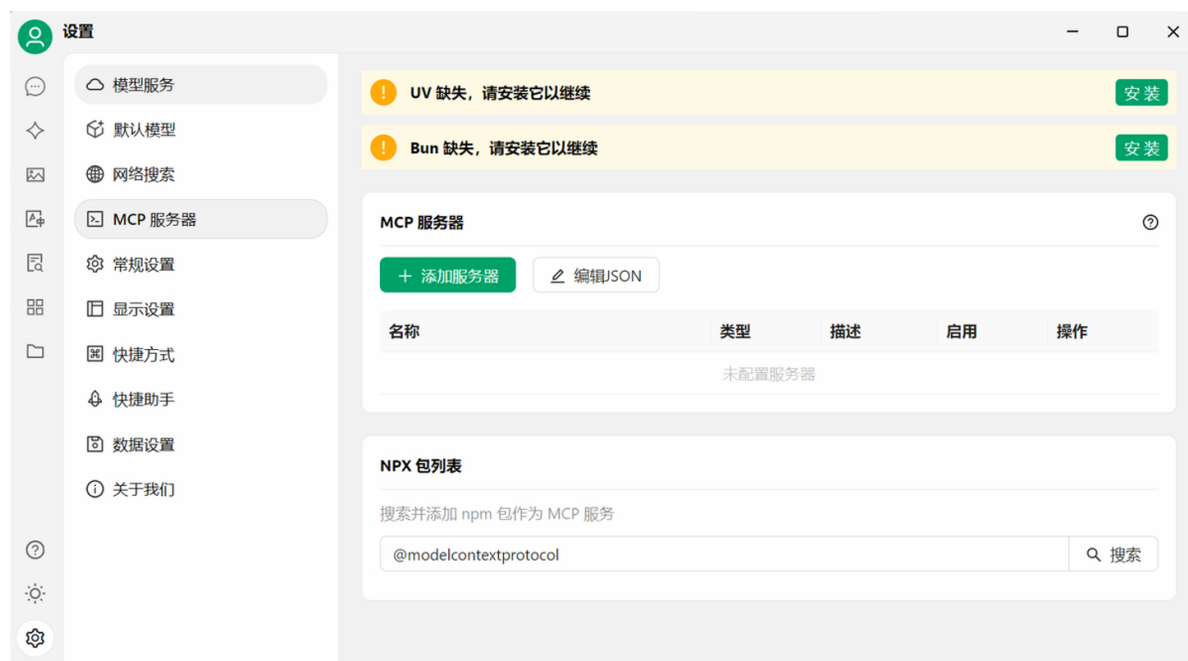 设置
模型服务
默认模型
网络搜索
MCP 服务器
常规设置
显示设置
快捷方式
快捷助手
数据设置
关于我们
UV 缺失，请安装它以继续
安装
Bun 缺失，请安装它以继续
安装
MCP 服务器
添加服务器
编辑JSON
名称 类型 描述 启用 操作
未配置服务器
NPX 包列表
搜索并添加 npm 包作为 MCP 服务
@modelcontextprotocol
搜索